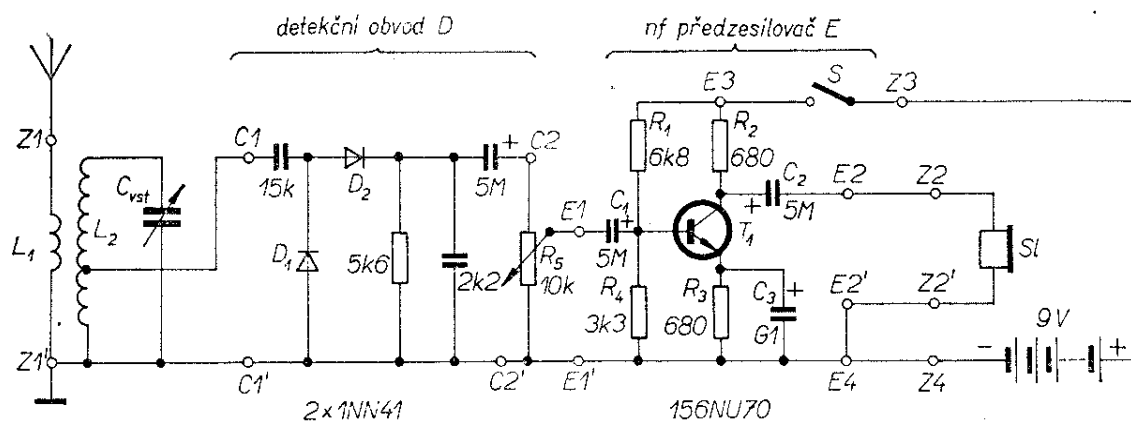 detekční obvod D
nf předzesilovač E
E3
S
Z3
Z1
C1
15k
D2
5M
+
C2
R1
6k8
R2
680
C2
+
5M
E2
Z2
Cvst
L1
L2
D1
5k6
2k2
R5
10k
E1
C1
+
5M
T1
Sl
R4
3k3
R3
680
C3
+
G1
E2'
Z2'
9V
-
+
Z1'
C1'
C2'
E1'
E4
Z4
2×1NN41
156NU70